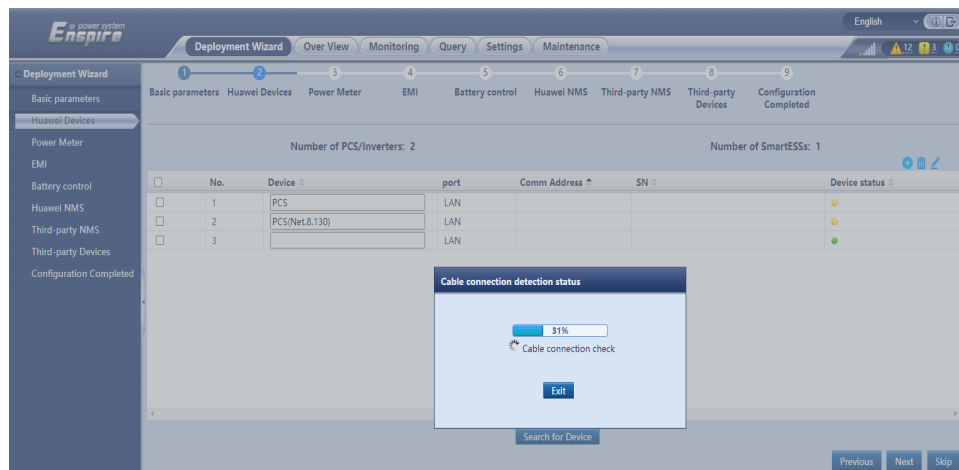 power system
Enspire
English
Deployment Wizard Over View Monitoring Query Settings Maintenance
12 3 0
Deployment Wizard
Basic parameters
Huawei Devices
Power Meter
EMI
Battery control
Huawei NMS
Third-party NMS
Third-party Devices
Configuration Completed
1 2 3 4 5 6 7 8 9
Basic parameters Huawei Devices Power Meter EMI Battery control Huawei NMS Third-party NMS Third-party Configuration
Devices Completed
Number of PCS/Inverters: 2 Number of SmartESSs: 1
No. Device port Comm Address SN Device status
1 PCS LAN
2 PCS(Net.8.130) LAN
3 LAN
Cable connection detection status
31%
Cable connection check
Exit
Search for Device
Previous Next Skip